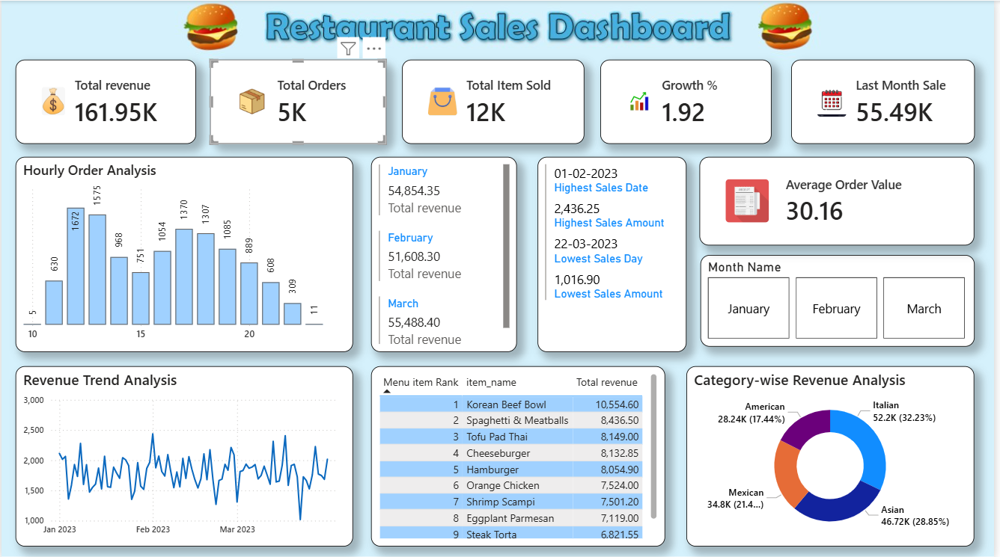 Restaurant Sales Dashboard
Total revenue
161.95K
Total Orders
5K
Total Item Sold
12K
Growth %
1.92
Last Month Sale
55.49K
Hourly Order Analysis
5
630
1672
1575
968
751
1054
1370
1307
1085
889
608
309
11
10
15
20
January
54,854.35
Total revenue
February
51,608.30
Total revenue
March
55,488.40
Total revenue
01-02-2023
Highest Sales Date
2,436.25
Highest Sales Amount
22-03-2023
Lowest Sales Day
1,016.90
Lowest Sales Amount
Average Order Value
30.16
Month Name
January
February
March
Revenue Trend Analysis
3,000
2,500
2,000
1,500
1,000
Jan 2023
Feb 2023
Mar 2023
Menu item Rank item_name Total revenue
1 Korean Beef Bowl 10,554.60
2 Spaghetti & Meatballs 8,436.50
3 Tofu Pad Thai 8,149.00
4 Cheeseburger 8,132.85
5 Hamburger 8,054.90
6 Orange Chicken 7,524.00
7 Shrimp Scampi 7,501.20
8 Eggplant Parmesan 7,119.00
9 Steak Torta 6,821.55
Category-wise Revenue Analysis
American
28.24K (17.44%)
Italian
52.2K (32.23%)
Mexican
34.8K (21.4...)
Asian
46.72K (28.85%)